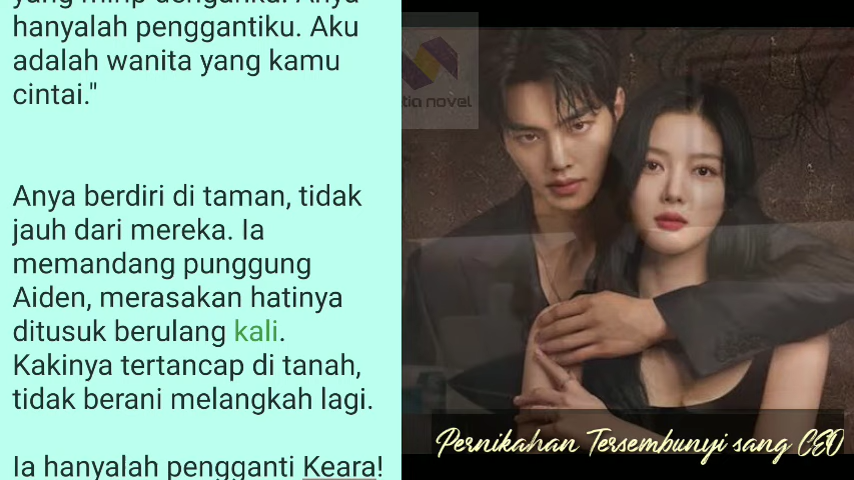 hanyalah penggantiku. Aku
adalah wanita yang kamu
cintai."
Anya berdiri di taman, tidak
jauh dari mereka. Ia
memandang punggung
Aiden, merasakan hatinya
ditusuk berulang kali.
Kakinya tertancap di tanah,
tidak berani melangkah lagi.
Ia hanyalah pengganti Keara!
novel
Pernikahan Tersembunyi sang CEO